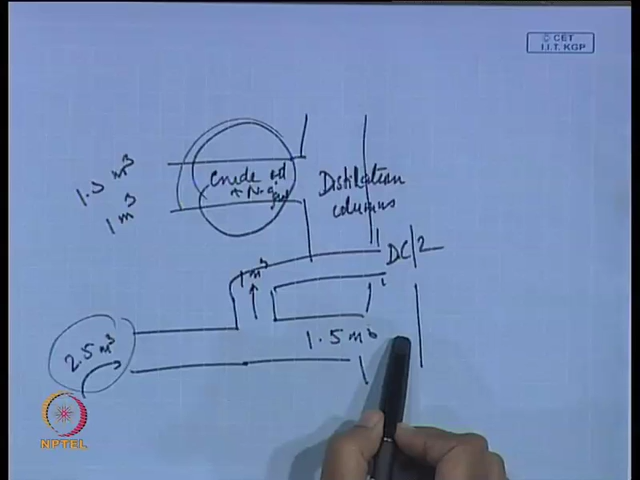 © CET
I.I.T. KGP
1.5 m³
1 m³
crude oil
+ N.
Distillation
columns
DC/2
1 m³
2.5 m³
1.5 m³
NPTEL